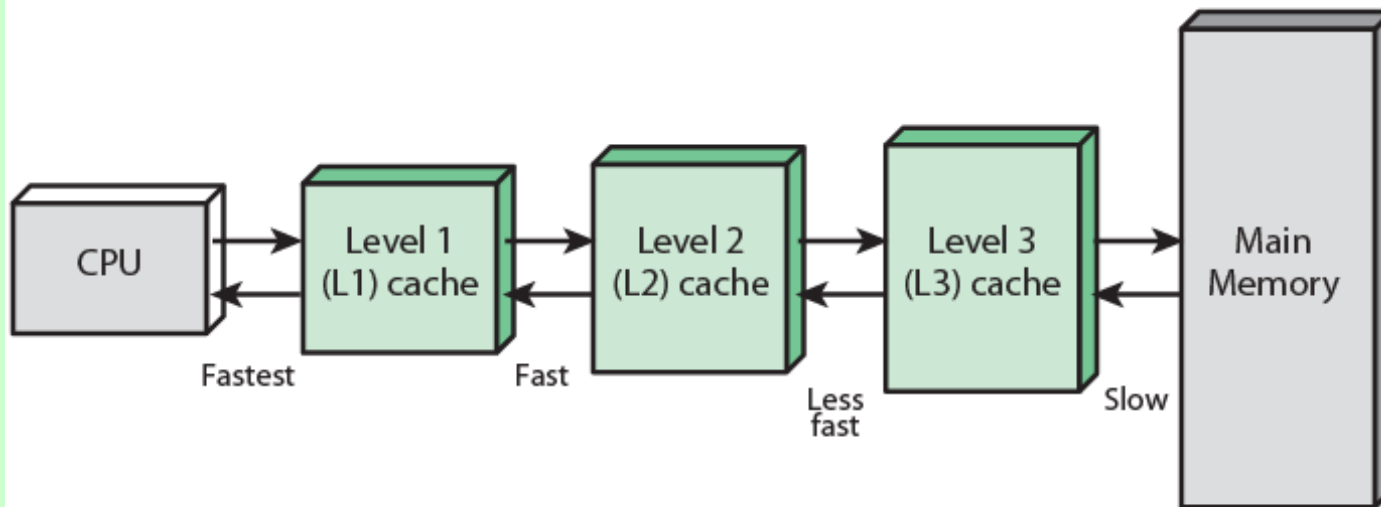 CPU
Level 1
(L1) cache
Level 2
(L2) cache
Level 3
(L3) cache
Main
Memory
Fastest
Fast
Less
fast
Slow